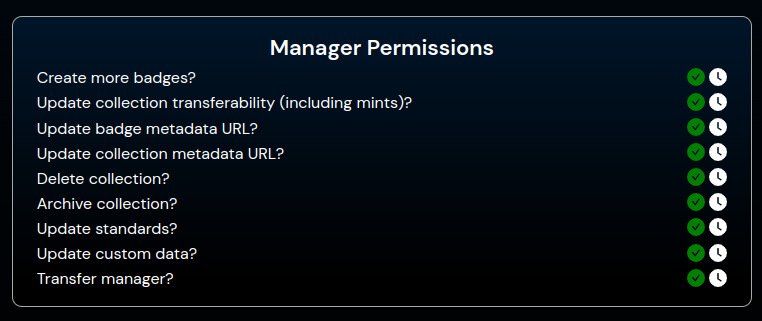 Manager Permissions
Create more badges?
Update collection transferability (including mints)?
Update badge metadata URL?
Update collection metadata URL?
Delete collection?
Archive collection?
Update standards?
Update custom data?
Transfer manager?